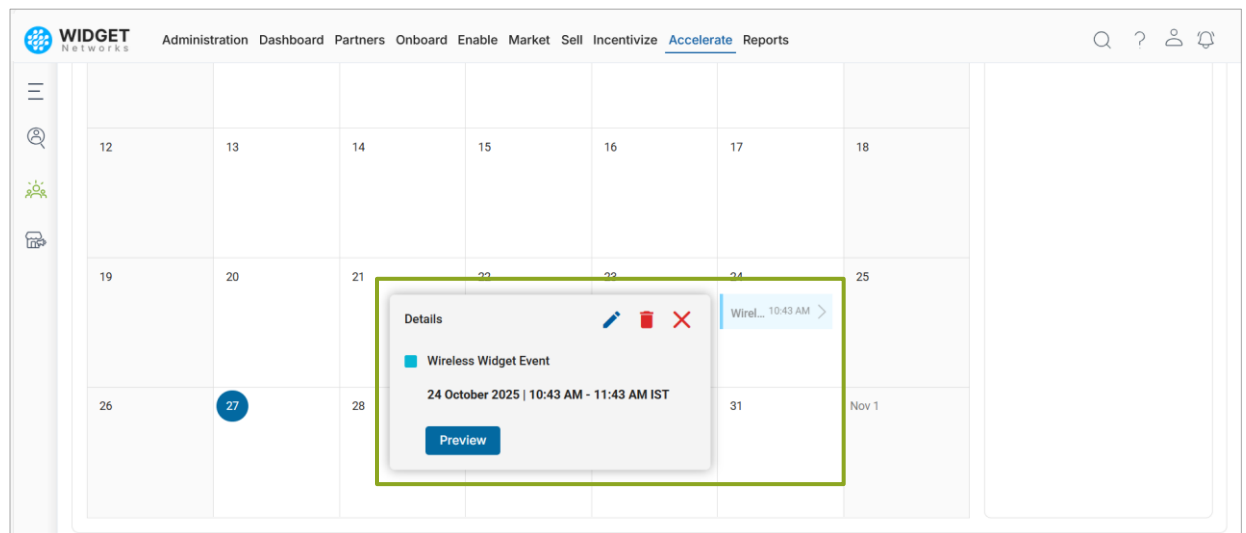 WIDGET
Networks
Administration Dashboard Partners Onboard Enable Market Sell Incentivize Accelerate Reports
12 13 14 15 16 17 18
19 20 21 22 23 24 25
Wirel... 10:43 AM
Details
Wireless Widget Event
24 October 2025 | 10:43 AM - 11:43 AM IST
26 27 28 31 Nov 1
Preview